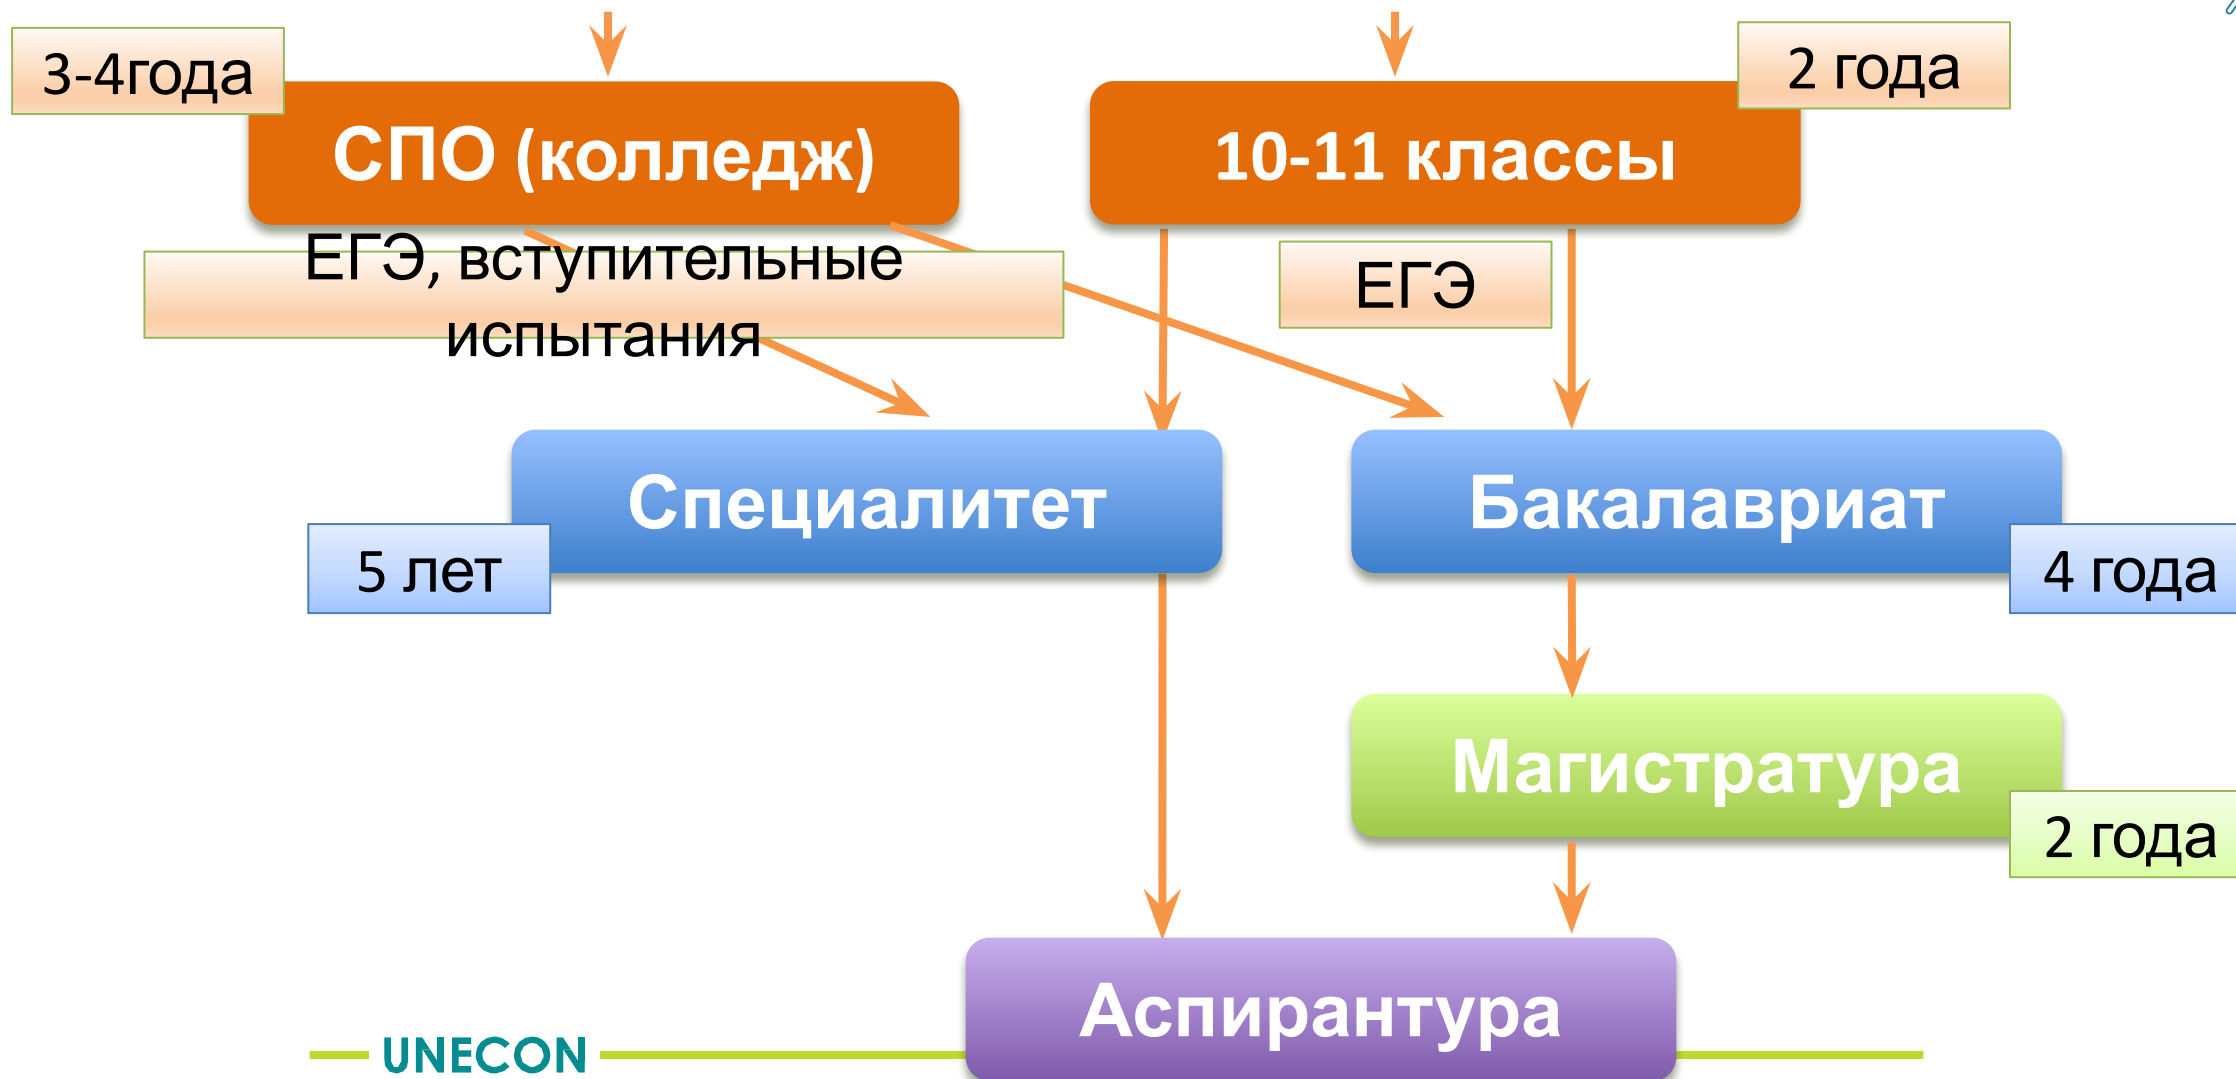 3-4года
2 года
СПО (колледж)
10-11 классы
ЕГЭ, вступительные
испытания
ЕГЭ
Специалитет
Бакалавриат
5 лет
4 года
Магистратура
2 года
Аспирантура
UNECON